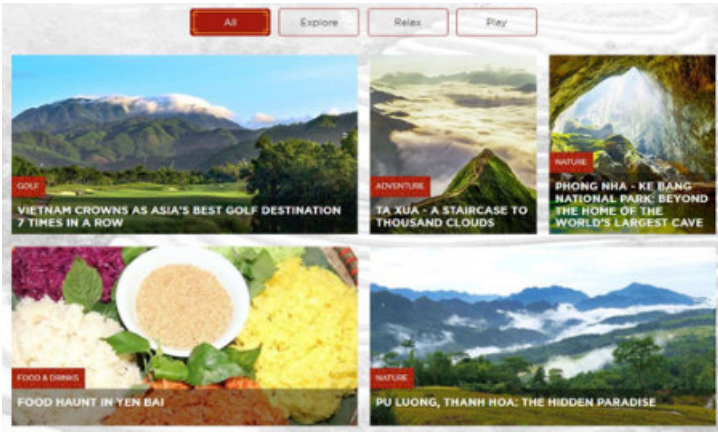 All
Explore
Relax
Play
GOLF
VIETNAM CROWNS AS ASIA'S BEST GOLF DESTINATION
7 TIMES IN A ROW
ADVENTURE
TA XUA - A STAIRCASE TO
THOUSAND CLOUDS
NATURE
PHONG NHA - KE BANG
NATIONAL PARK: BEYOND
THE HOME OF THE
WORLD'S LARGEST CAVE
FOOD & DRINKS
FOOD HAUNT IN YEN BAI
NATURE
PU LUONG, THANH HOA: THE HIDDEN PARADISE